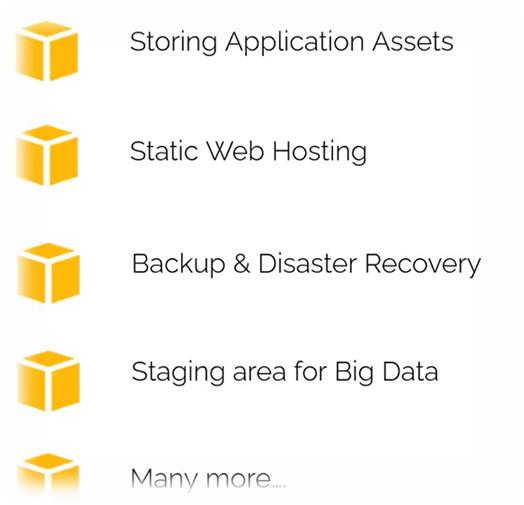 Storing Application Assets
Static Web Hosting
Backup & Disaster Recovery
Staging area for Big Data
Many more....